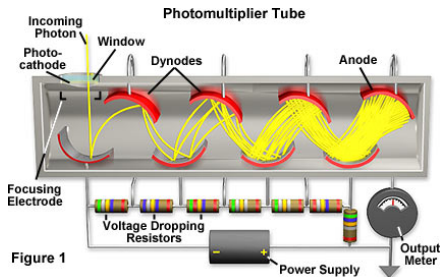 Photomultiplier Tube
Incoming
Photon
Window
Photo-
cathode
Dynodes
Anode
Focusing
Electrode
Voltage Dropping
Resistors
Figure 1
- +
Power Supply
Output
Meter